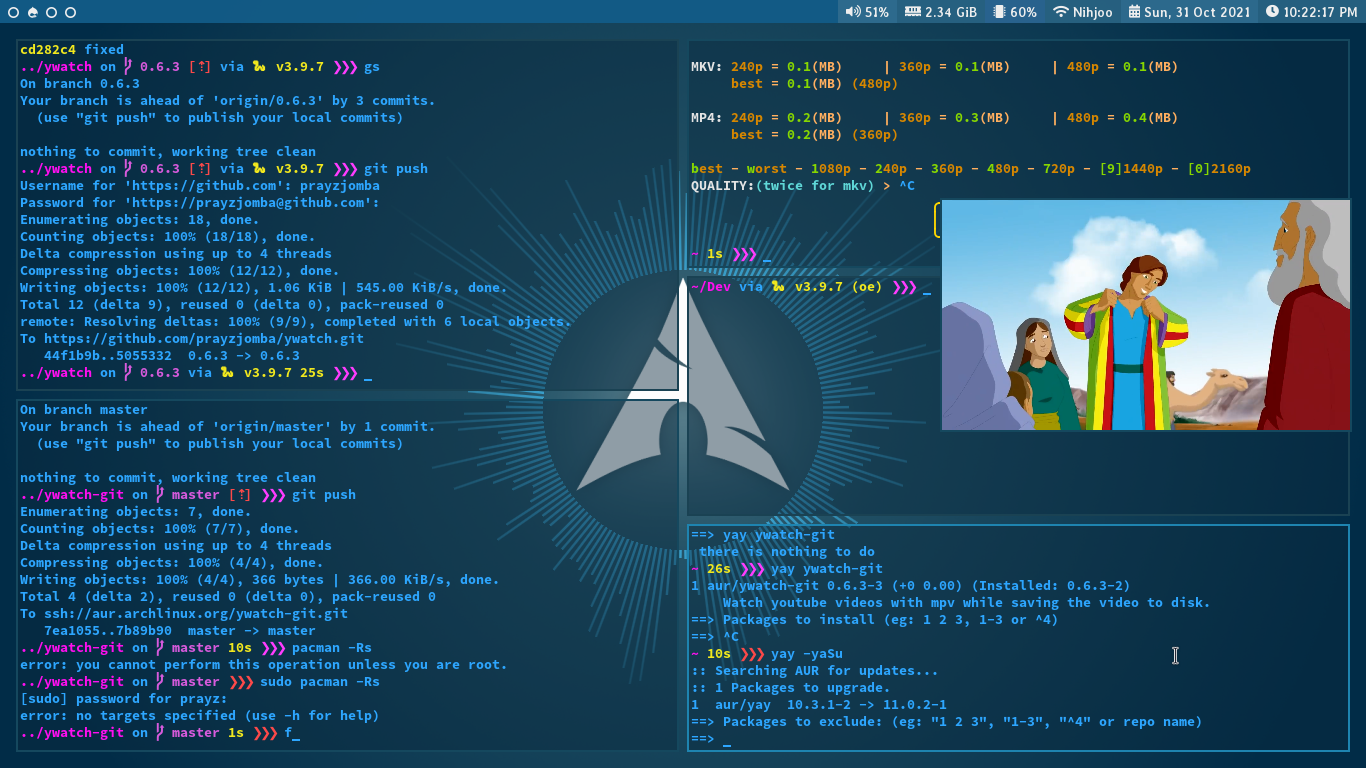 51% 2.34 GiB 60% Nihjoo Sun, 31 Oct 2021 10:22:17 PM
cd282c4 fixed
../ywatch on 0.6.3 [⇡] via 🐍 v3.9.7 ❯❯❯ gs
On branch 0.6.3
Your branch is ahead of 'origin/0.6.3' by 3 commits.
  (use "git push" to publish your local commits)

nothing to commit, working tree clean
../ywatch on 0.6.3 [⇡] via 🐍 v3.9.7 ❯❯❯ git push
Username for 'https://github.com': prayzjomba
Password for 'https://prayzjomba@github.com':
Enumerating objects: 18, done.
Counting objects: 100% (18/18), done.
Delta compression using up to 4 threads
Compressing objects: 100% (12/12), done.
Writing objects: 100% (12/12), 1.06 KiB | 545.00 KiB/s, done.
Total 12 (delta 9), reused 0 (delta 0), pack-reused 0
remote: Resolving deltas: 100% (9/9), completed with 6 local objects.
To https://github.com/prayzjomba/ywatch.git
   44f1b9b..5055332  0.6.3 -> 0.6.3
../ywatch on 0.6.3 via 🐍 v3.9.7 25s ❯❯❯ _
On branch master
Your branch is ahead of 'origin/master' by 1 commit.
  (use "git push" to publish your local commits)

nothing to commit, working tree clean
../ywatch-git on master [⇡] ❯❯❯ git push
Enumerating objects: 7, done.
Counting objects: 100% (7/7), done.
Delta compression using up to 4 threads
Compressing objects: 100% (4/4), done.
Writing objects: 100% (4/4), 366 bytes | 366.00 KiB/s, done.
Total 4 (delta 2), reused 0 (delta 0), pack-reused 0
To ssh://aur.archlinux.org/ywatch-git.git
   7ea1055..7b89b90  master -> master
../ywatch-git on master 10s ❯❯❯ pacman -Rs
error: you cannot perform this operation unless you are root.
../ywatch-git on master ❯❯❯ sudo pacman -Rs
[sudo] password for prayz:
error: no targets specified (use -h for help)
../ywatch-git on master 1s ❯❯❯ f_
MKV: 240p = 0.1(MB)     | 360p = 0.1(MB)     | 480p = 0.1(MB)
     best = 0.1(MB) (480p)

MP4: 240p = 0.2(MB)     | 360p = 0.3(MB)     | 480p = 0.4(MB)
     best = 0.2(MB) (360p)

best - worst - 1080p - 240p - 360p - 480p - 720p - [9]1440p - [0]2160p
QUALITY:(twice for mkv) > ^C
~ 1s ❯❯❯ _
~/Dev via 🐍 v3.9.7 (oe) ❯❯❯ _
==> yay ywatch-git
 there is nothing to do
~ 26s ❯❯❯ yay ywatch-git
1 aur/ywatch-git 0.6.3-3 (+0 0.00) (Installed: 0.6.3-2)
    Watch youtube videos with mpv while saving the video to disk.
==> Packages to install (eg: 1 2 3, 1-3 or ^4)
==> ^C
~ 10s ❯❯❯ yay -yaSu
:: Searching AUR for updates...
:: 1 Packages to upgrade.
1  aur/yay  10.3.1-2 -> 11.0.2-1
==> Packages to exclude: (eg: "1 2 3", "1-3", "^4" or repo name)
==> _